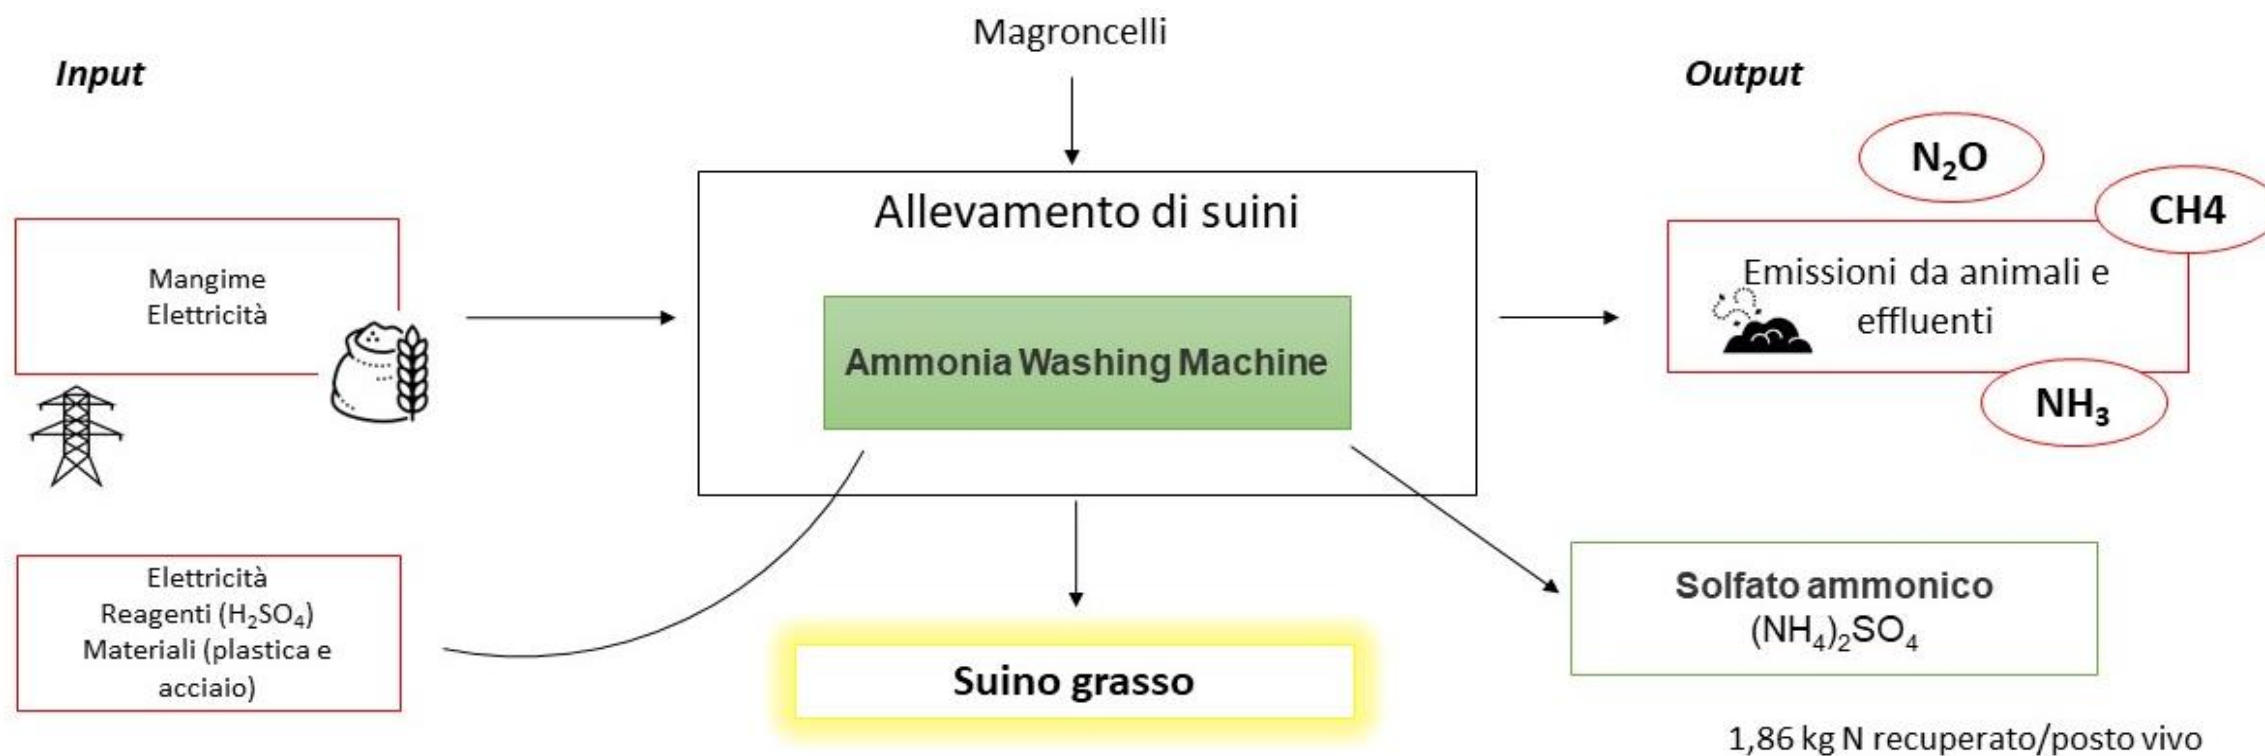 Magroncelli
Input
Output
N₂O
CH4
Allevamento di suini
Mangime
Elettricità
Emissioni da animali e
effluenti
Ammonia Washing Machine
NH₃
Elettricità
Reagenti (H₂SO₄)
Materiali (plastica e
acciaio)
Solfato ammonico
(NH₄)₂SO₄
Suino grasso
1,86 kg N recuperato/posto vivo